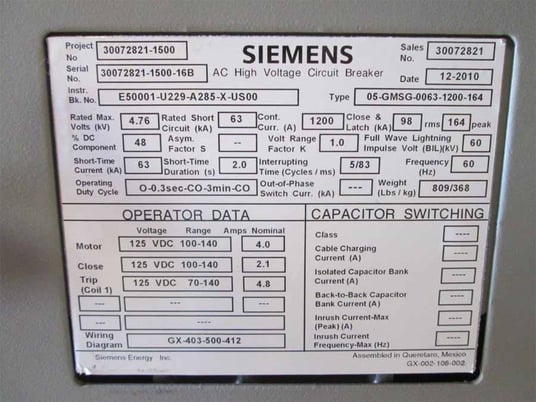 Project No 30072821-1500 SIEMENS Sales No. 30072821
Serial No. 30072821-1500-16B AC High Voltage Circuit Breaker Date 12-2010
Instr. Bk. No. E50001-U229-A285-X-US00 Type 05-GMSG-0063-1200-164
Rated Max. Volts (kV) 4.76 Rated Short Circuit (kA) 63 Cont. Curr. (A) 1200 Close & Latch (kA) 98 rms 164 peak
% DC Component 48 Asym. Factor S -- Volt Range Factor K 1.0 Full Wave Lightning Impulse Volt (BIL)(kV) 60
Short-Time Current (kA) 63 Short-Time Duration (s) 2.0 Interrupting Time (Cycles / ms) 5/83 Frequency (Hz) 60
Operating Duty Cycle O-0.3sec-CO-3min-CO Out-of-Phase Switch Curr. (kA) --- Weight (Lbs / kg) 809/368
OPERATOR DATA
Voltage Range Amps Nominal
Motor 125 VDC 100-140 4.0
Close 125 VDC 100-140 2.1
Trip (Coil 1) 125 VDC 70-140 4.8
--- --- ---
--- --- ---
Wiring Diagram GX-403-500-412
Siemens Energy Inc.
CAPACITOR SWITCHING
Class ----
Cable Charging Current (A) ----
Isolated Capacitor Bank Current (A) ----
Back-to-Back Capacitor Bank Current (A) ----
Inrush Current-Max (Peak) (A) ----
Inrush Current Frequency-Max (Hz) ----
Assembled in Queretaro, Mexico
GX-002-106-002